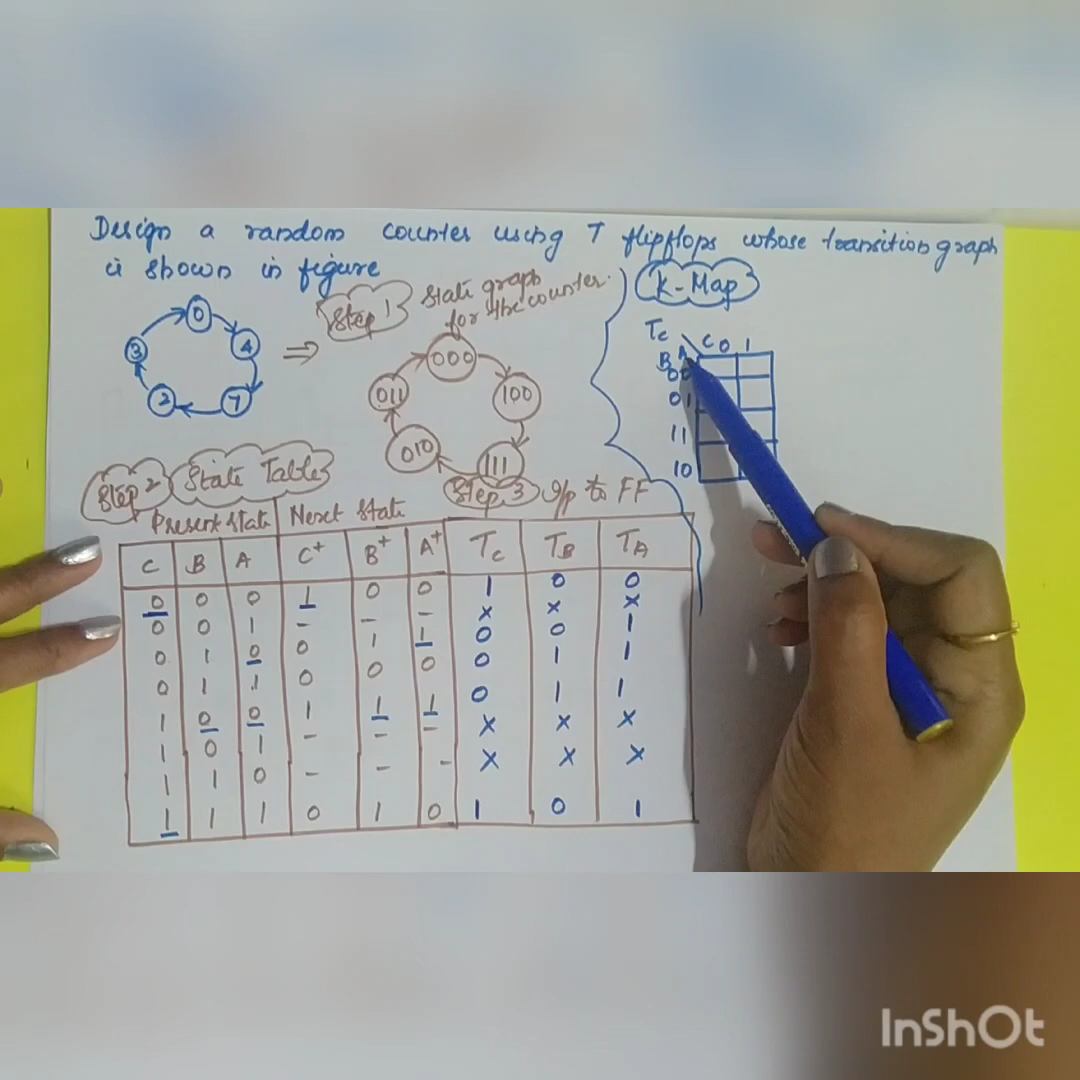 Design a random counter using T flipflops whose transition graph
is shown in figure
0
4
7
2
3
⇒
Step 1
State graph
for the counter.
000
100
111
010
011
K-Map
Tc
C 0 1
BA
00
01
11
10
Step 2 State Table
Step 3 I/p to FF
Present state Next state
C B A C+ B+ A+ Tc TB TA
0 0 0 1 0 0 1 0 0
0 0 1 - - - x x x
0 1 0 0 1 1 0 0 1
0 1 1 0 0 0 0 1 1
1 0 0 1 1 1 0 1 1
1 0 1 - - - x x x
1 1 0 - - - x x x
1 1 1 0 1 0 1 0 1
InShOt